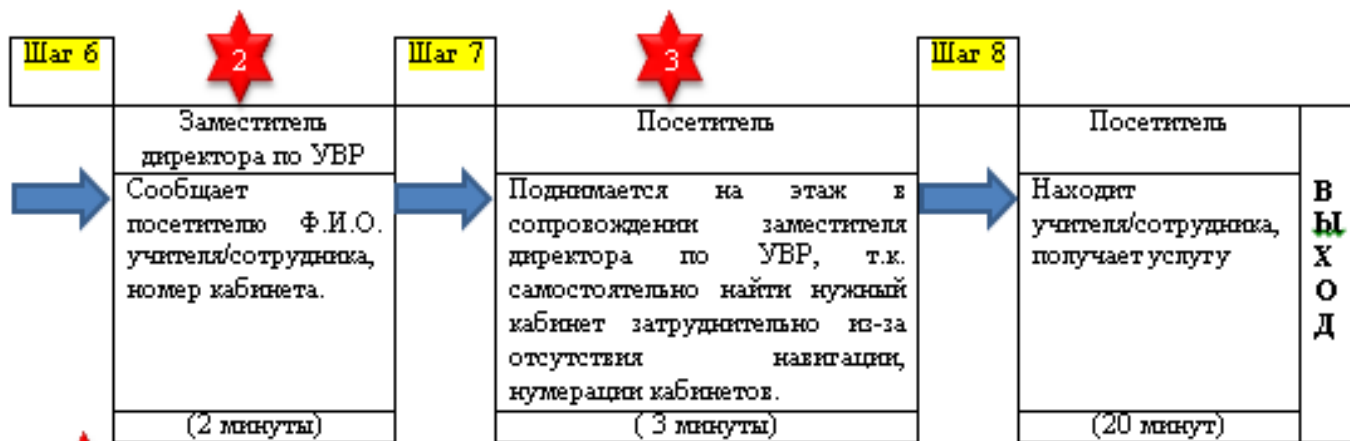 Шаг 6
2
Шаг 7
3
Шаг 8
Заместитель
директора по УВР
Посетитель
Посетитель
Сообщает
посетителю Ф.И.О.
учителя/сотрудника,
номер кабинета.
Поднимается на этаж в
сопровождении заместителя
директора по УВР, т.к.
самостоятельно найти нужный
кабинет затруднительно из-за
отсутствия навигации,
нумерации кабинетов.
Находит
учителя/сотрудника,
получает услугу
В
Ы
Х
О
Д
(2 минуты)
( 3 минуты)
(20 минут)